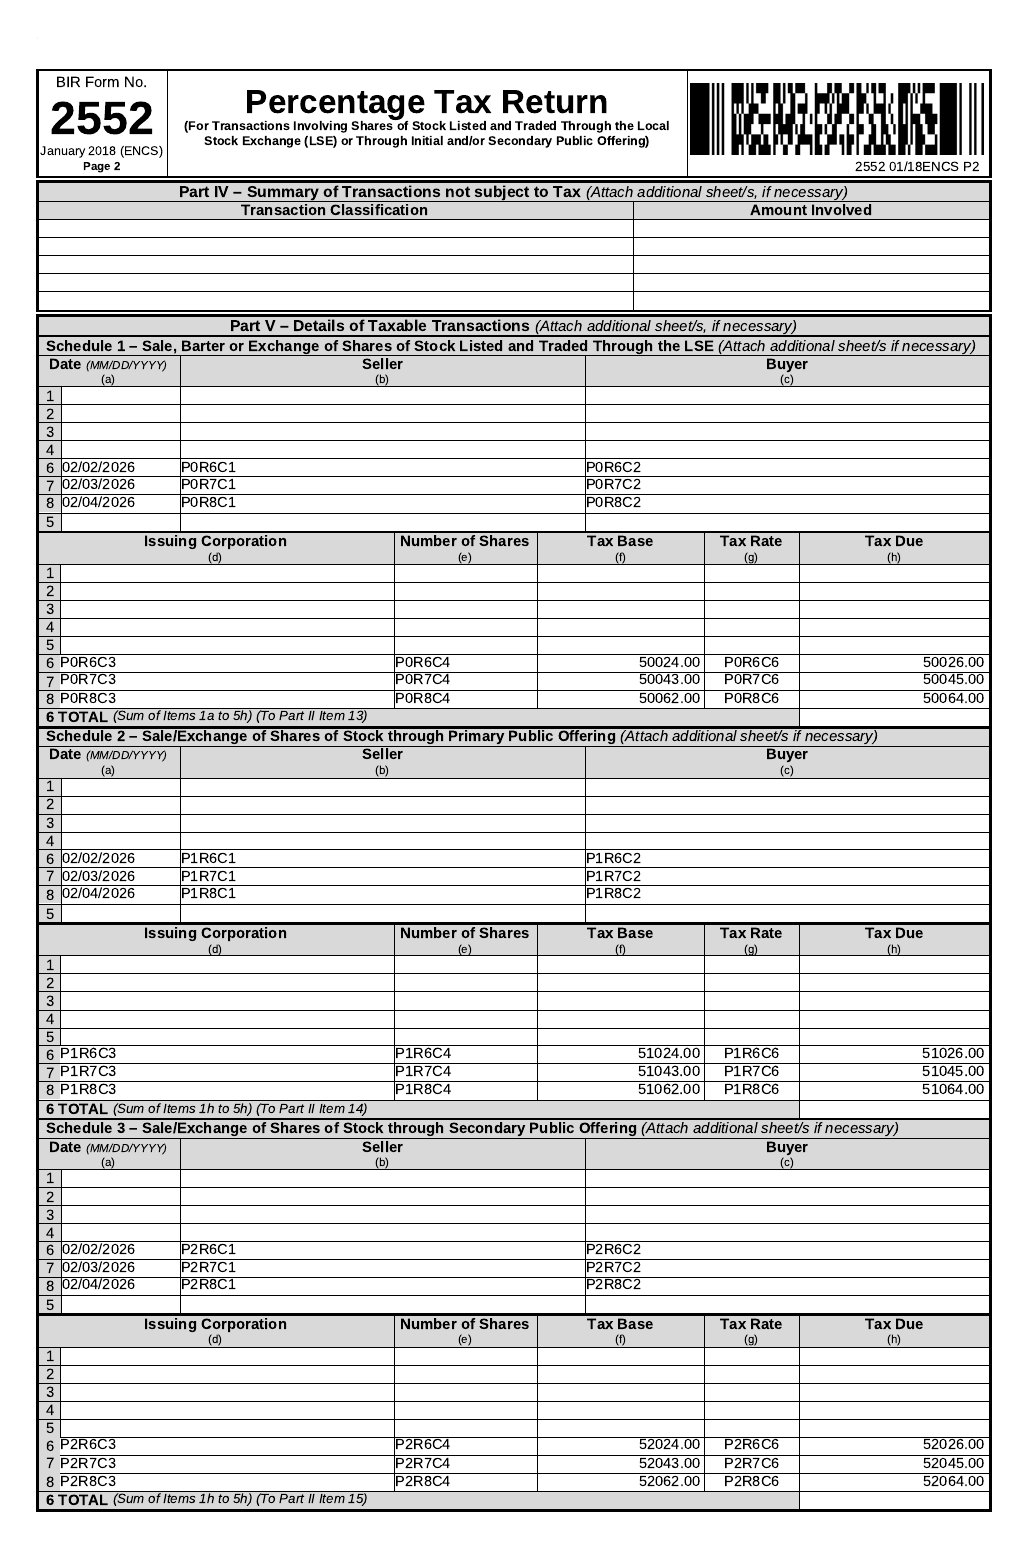 BIR Form No.
2552
January 2018 (ENCS)
Page 2
Percentage Tax Return
(For Transactions Involving Shares of Stock Listed and Traded Through the Local
Stock Exchange (LSE) or Through Initial and/or Secondary Public Offering)
2552 01/18ENCS P2
Part IV – Summary of Transactions not subject to Tax (Attach additional sheet/s, if necessary)
Transaction Classification Amount Involved
Part V – Details of Taxable Transactions (Attach additional sheet/s, if necessary)
Schedule 1 – Sale, Barter or Exchange of Shares of Stock Listed and Traded Through the LSE (Attach additional sheet/s if necessary)
Date (MM/DD/YYYY) Seller Buyer
(a) (b) (c)
1
2
3
4
6 02/02/2026 P0R6C1 P0R6C2
7 02/03/2026 P0R7C1 P0R7C2
8 02/04/2026 P0R8C1 P0R8C2
5
Issuing Corporation Number of Shares Tax Base Tax Rate Tax Due
(d) (e) (f) (g) (h)
1
2
3
4
5
6 P0R6C3 P0R6C4 50024.00 P0R6C6 50026.00
7 P0R7C3 P0R7C4 50043.00 P0R7C6 50045.00
8 P0R8C3 P0R8C4 50062.00 P0R8C6 50064.00
6 TOTAL (Sum of Items 1a to 5h) (To Part II Item 13)
Schedule 2 – Sale/Exchange of Shares of Stock through Primary Public Offering (Attach additional sheet/s if necessary)
Date (MM/DD/YYYY) Seller Buyer
(a) (b) (c)
1
2
3
4
6 02/02/2026 P1R6C1 P1R6C2
7 02/03/2026 P1R7C1 P1R7C2
8 02/04/2026 P1R8C1 P1R8C2
5
Issuing Corporation Number of Shares Tax Base Tax Rate Tax Due
(d) (e) (f) (g) (h)
1
2
3
4
5
6 P1R6C3 P1R6C4 51024.00 P1R6C6 51026.00
7 P1R7C3 P1R7C4 51043.00 P1R7C6 51045.00
8 P1R8C3 P1R8C4 51062.00 P1R8C6 51064.00
6 TOTAL (Sum of Items 1h to 5h) (To Part II Item 14)
Schedule 3 – Sale/Exchange of Shares of Stock through Secondary Public Offering (Attach additional sheet/s if necessary)
Date (MM/DD/YYYY) Seller Buyer
(a) (b) (c)
1
2
3
4
6 02/02/2026 P2R6C1 P2R6C2
7 02/03/2026 P2R7C1 P2R7C2
8 02/04/2026 P2R8C1 P2R8C2
5
Issuing Corporation Number of Shares Tax Base Tax Rate Tax Due
(d) (e) (f) (g) (h)
1
2
3
4
5
6 P2R6C3 P2R6C4 52024.00 P2R6C6 52026.00
7 P2R7C3 P2R7C4 52043.00 P2R7C6 52045.00
8 P2R8C3 P2R8C4 52062.00 P2R8C6 52064.00
6 TOTAL (Sum of Items 1h to 5h) (To Part II Item 15)